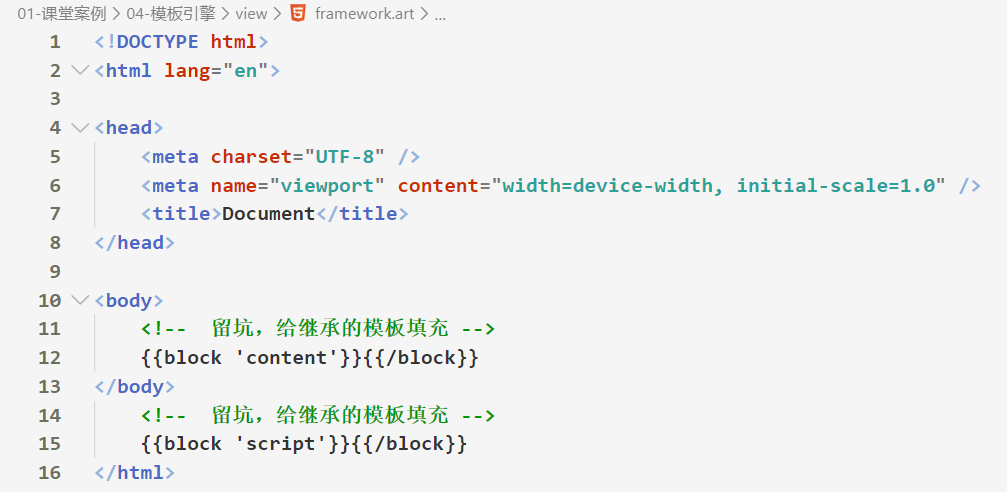 01-课堂案例 > 04-模板引擎 > view > framework.art > ...
1 <!DOCTYPE html>
2 <html lang="en">
3
4 <head>
5 <meta charset="UTF-8" />
6 <meta name="viewport" content="width=device-width, initial-scale=1.0" />
7 <title>Document</title>
8 </head>
9
10 <body>
11 <!-- 留坑，给继承的模板填充 -->
12 {{block 'content'}}{{/block}}
13 </body>
14 <!-- 留坑，给继承的模板填充 -->
15 {{block 'script'}}{{/block}}
16 </html>